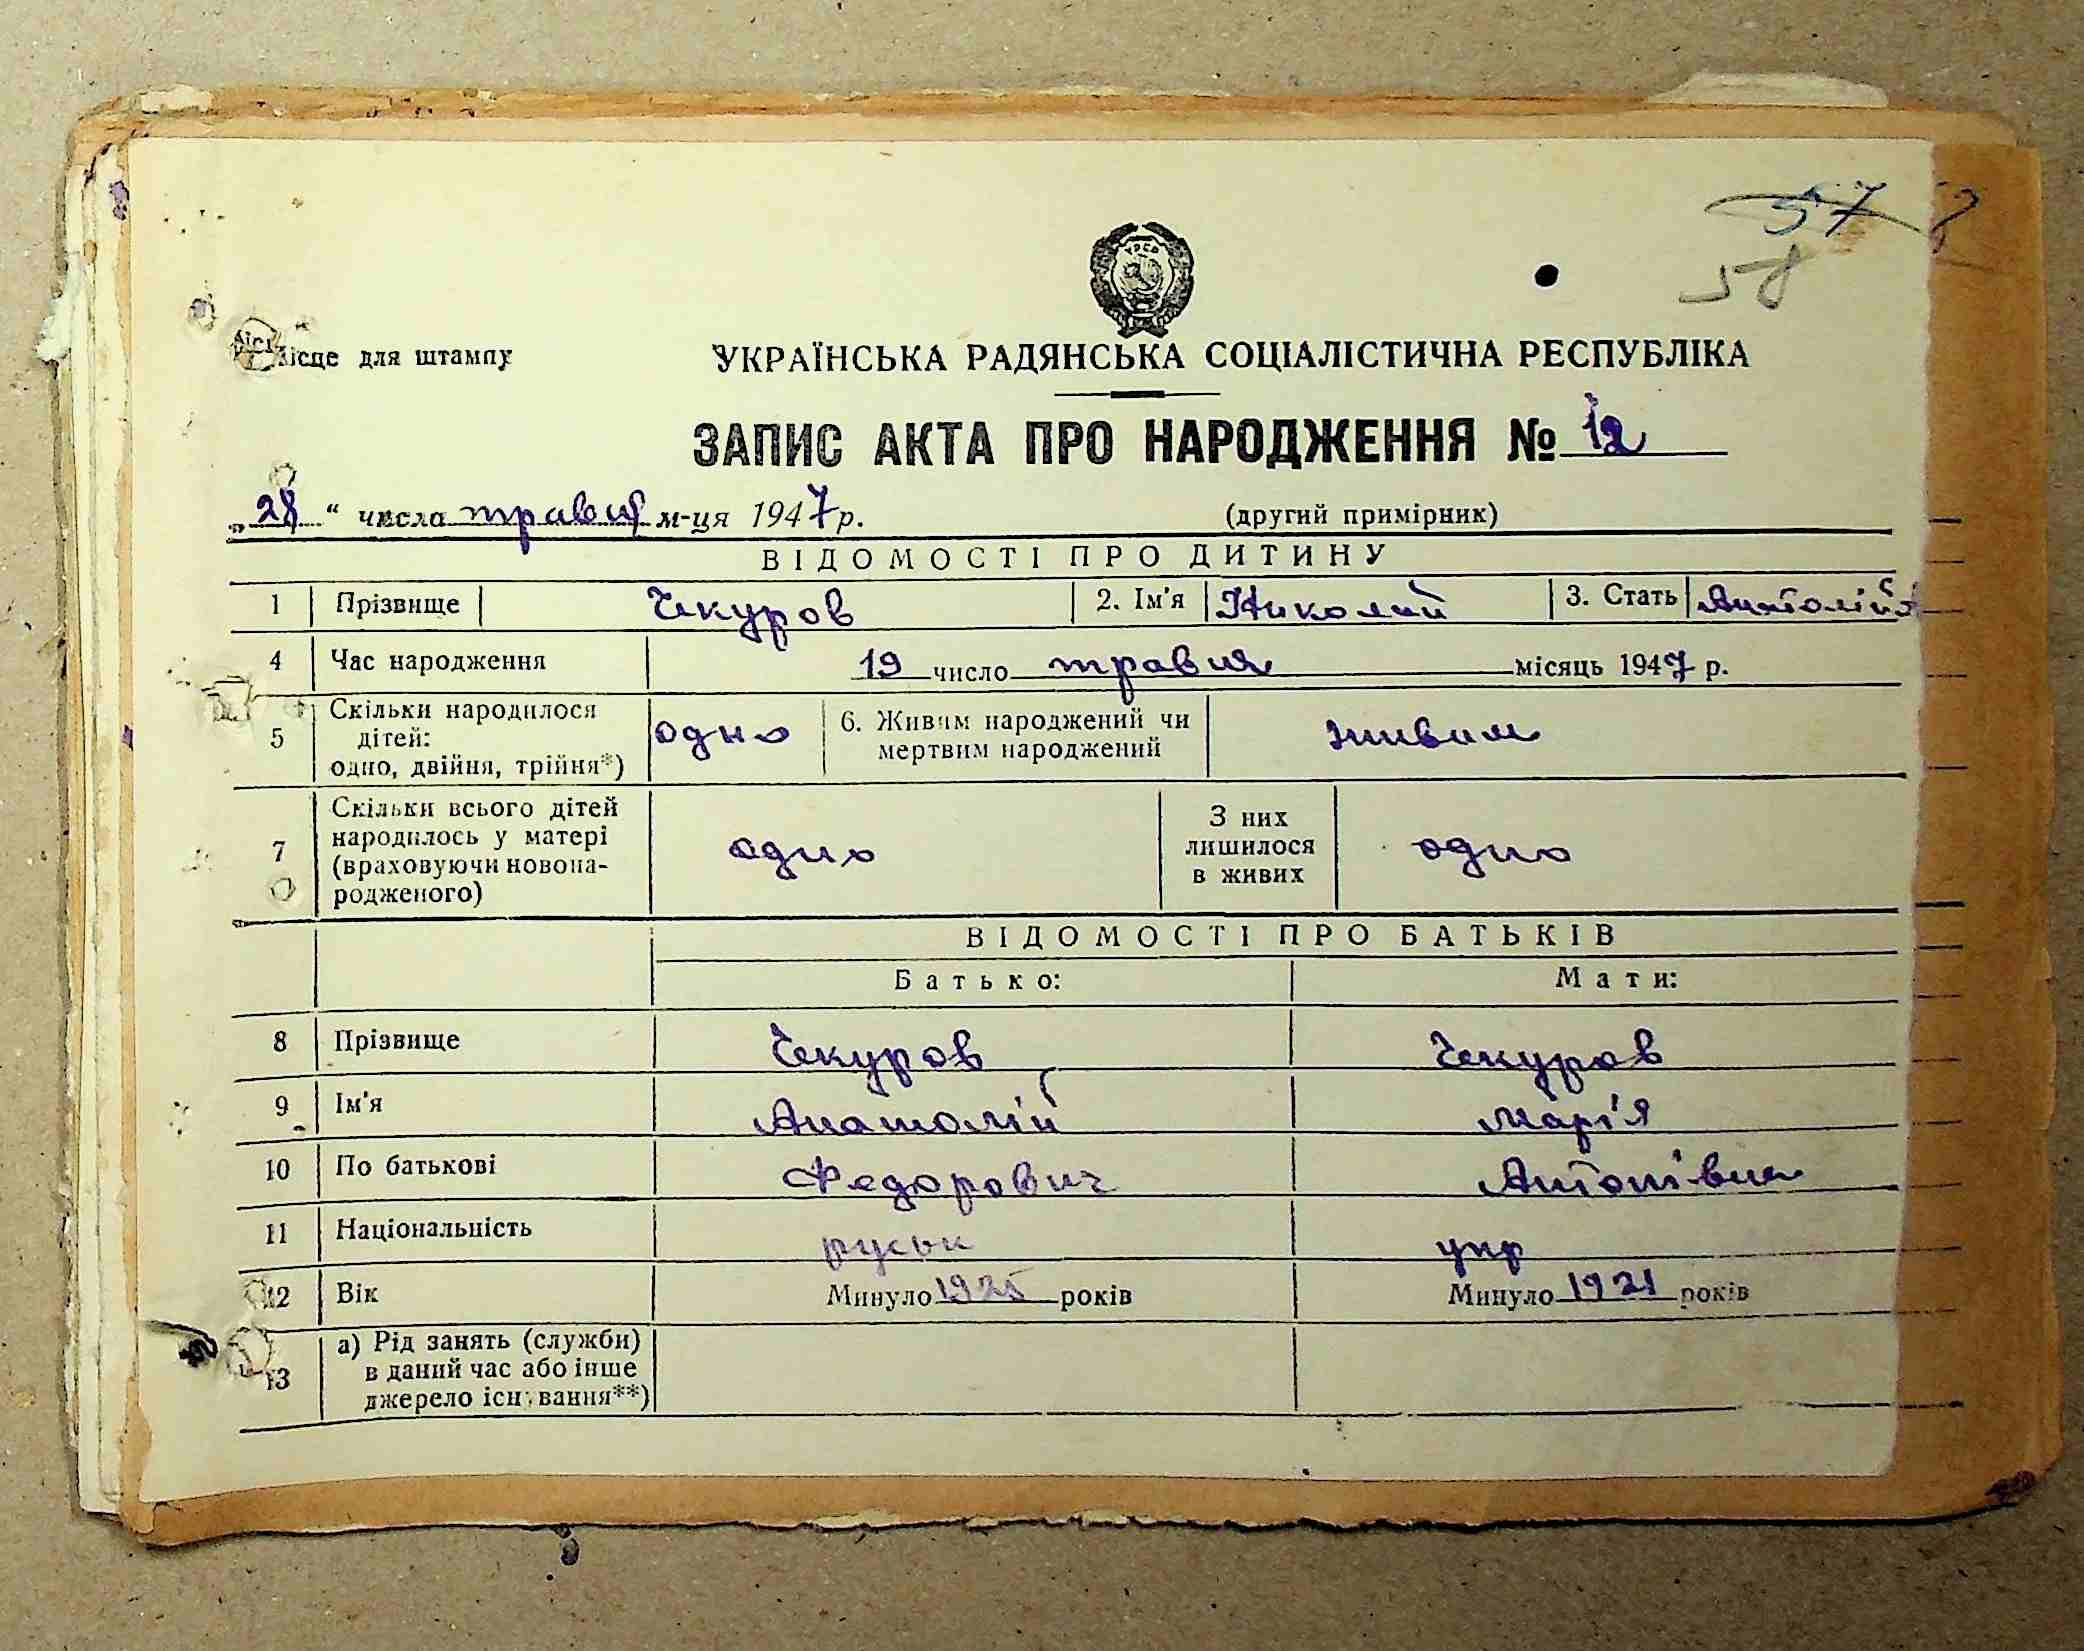 57
58
УРСР
Місце для штампу
УКРАЇНСЬКА РАДЯНСЬКА СОЦІАЛІСТИЧНА РЕСПУБЛІКА
ЗАПИС АКТА ПРО НАРОДЖЕННЯ № 12
„28" числа травня м-ця 1947 р. (другий примірник)
ВІДОМОСТІ ПРО ДИТИНУ
1 Прізвище Чекуров 2. Ім'я Николай 3. Стать
4 Час народження 19 число травня місяць 1947 р.
5 Скільки народилося дітей: одно, двійня, трійня*) одно 6. Живим народжений чи мертвим народжений живим
7 Скільки всього дітей народилось у матері (враховуючи новонародженого) одно З них лишилося в живих одно
ВІДОМОСТІ ПРО БАТЬКІВ
Батько: Мати:
8 Прізвище Чекуров Чекуров
9 Ім'я Анатолій Марі'я
10 По батькові Федорович Антонівна
11 Національність руськ укр
12 Вік Минуло 1925 років Минуло 1921 років
13 а) Рід занять (служби) в даний час або інше джерело існування**)